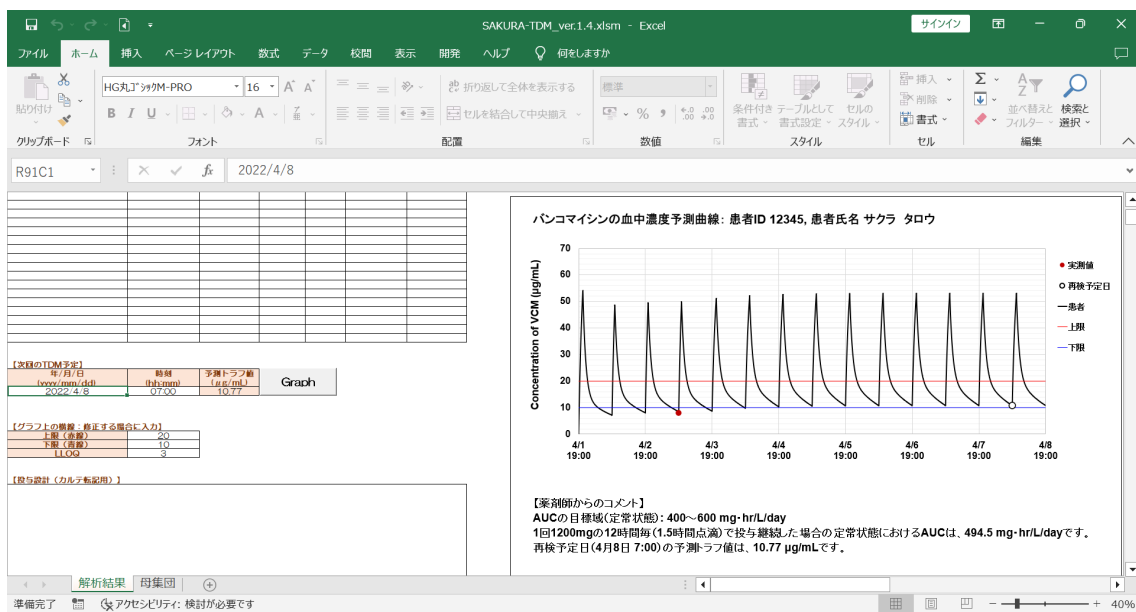 SAKURA-TDM_ver.1.4.xlsm - Excel
サインイン
ファイル ホーム 挿入 ページ レイアウト 数式 データ 校閲 表示 開発 ヘルプ 何をしますか
貼り付け
HG丸ｺﾞｼｯｸM-PRO 16
B I U
折り返して全体を表示する
セルを結合して中央揃え
標準
条件付き書式
テーブルとして書式設定
セルのスタイル
挿入
削除
書式
並べ替えと フィルター
検索と選択
クリップボード フォント 配置 数値 スタイル セル 編集
R91C1 fx 2022/4/8
【次回のTDM予定】
年/月/日 (yyyy/mm/dd) 時刻 (hh:mm) 予測トラフ値 (μg/mL)
2022/4/8 07:00 10.77
Graph
【グラフ上の横線：修正する場合に入力】
上限（赤線） 20
下限（青線） 10
LLOQ 3
【投与設計（カルテ転記用）】
バンコマイシンの血中濃度予測曲線： 患者ID 12345, 患者氏名 サクラ タロウ
Concentration of VCM (μg/mL)
70
60
50
40
30
20
10
0
4/1 19:00 4/2 19:00 4/3 19:00 4/4 19:00 4/5 19:00 4/6 19:00 4/7 19:00 4/8 19:00
実測値
再検予定日
患者
上限
下限
【薬剤師からのコメント】
AUCの目標域（定常状態）： 400～600 mg・hr/L/day
1回1200mgの12時間毎（1.5時間点滴）で投与継続した場合の定常状態におけるAUCは、494.5 mg・hr/L/dayです。
再検予定日（4月8日 7:00）の予測トラフ値は、10.77 μg/mLです。
解析結果 母集団
準備完了 アクセシビリティ: 検討が必要です 40%